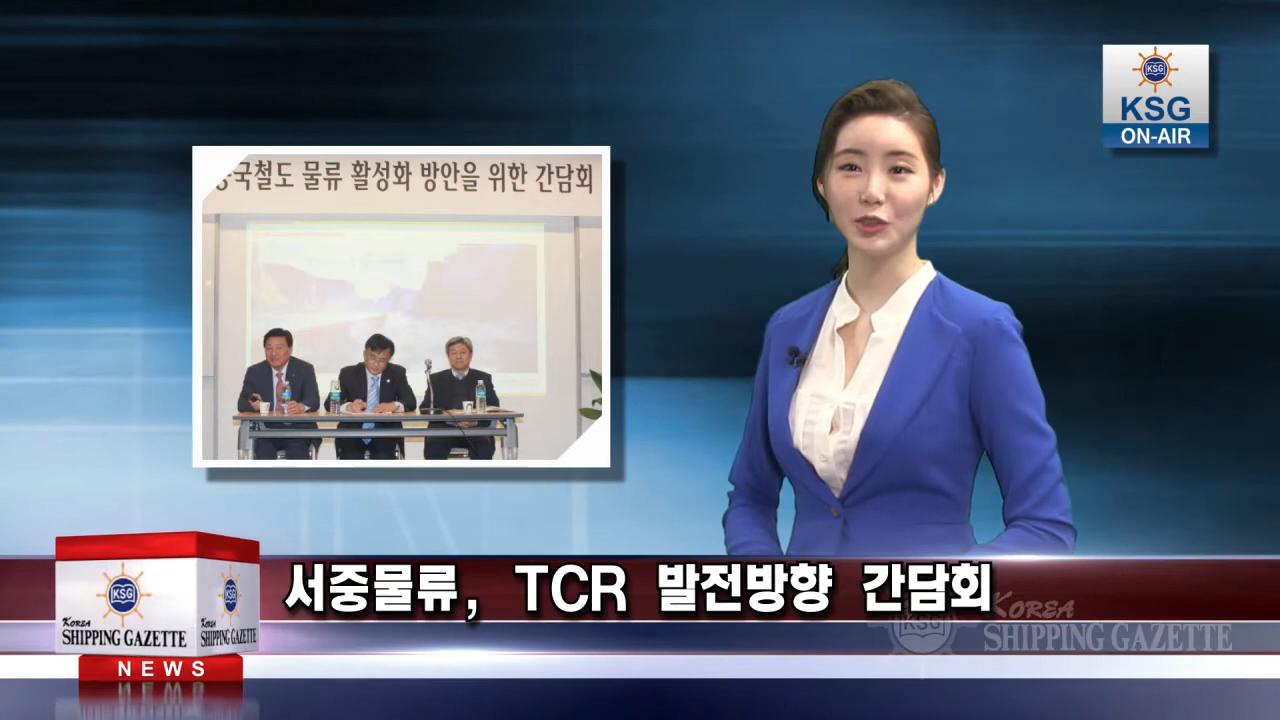 KSG
KSG
ON-AIR
국철도 물류 활성화 방안을 위한 간담회
서중물류, TCR 발전방향 간담회
KSG
KOREA
SHIPPING GAZETTE
KSG
KOREA
SHIPPING GAZETTE
NEWS
KSG
KOREA
SHIPPING GAZETTE